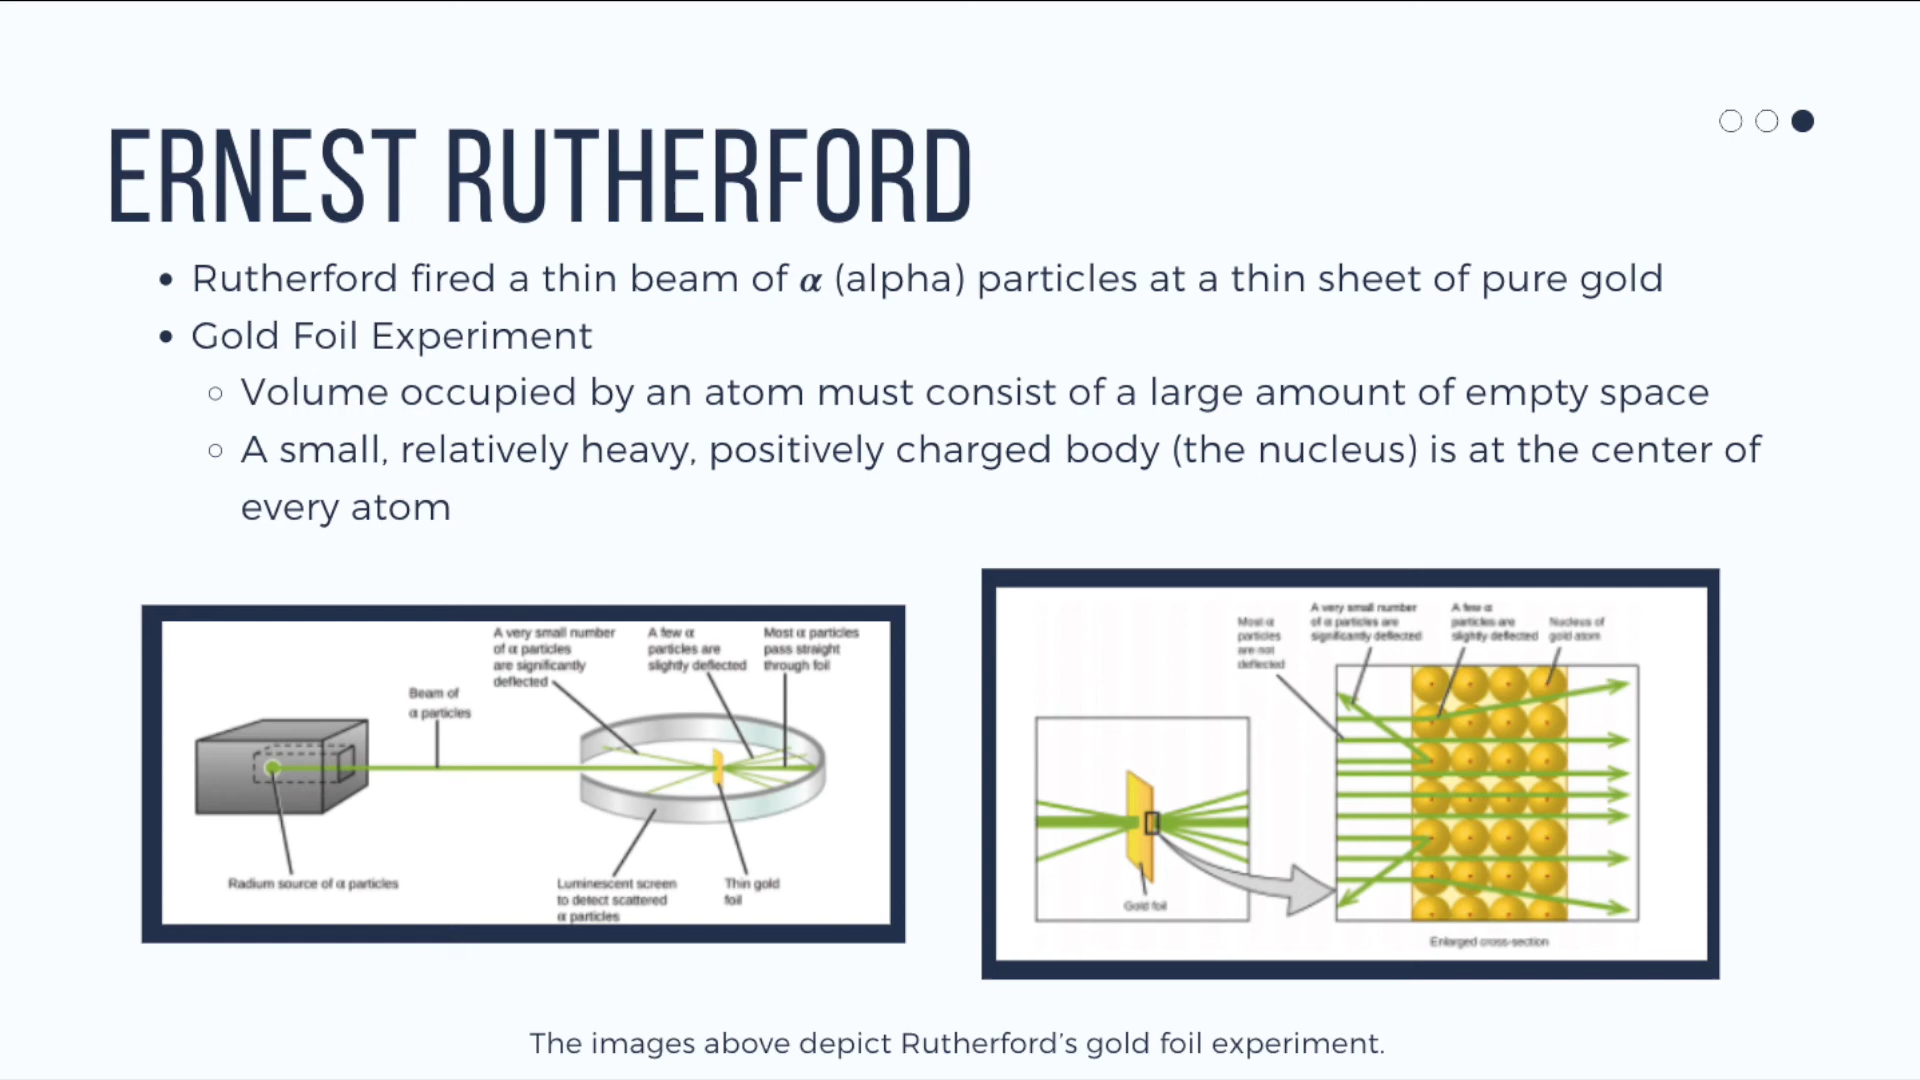 ERNEST RUTHERFORD
• Rutherford fired a thin beam of α (alpha) particles at a thin sheet of pure gold
• Gold Foil Experiment
○ Volume occupied by an atom must consist of a large amount of empty space
○ A small, relatively heavy, positively charged body (the nucleus) is at the center of
every atom
A very small number
of α particles
are significantly
deflected
A few α
particles are
slightly deflected
Most α particles
pass straight
through foil
Beam of
α particles
Radium source of α particles
Luminescent screen
to detect scattered
α particles
Thin gold
foil
Most α
particles
are not
deflected
A very small number
of α particles are
significantly deflected
A few α
particles are
slightly deflected
Nucleus of
gold atom
Gold foil
Enlarged cross-section
The images above depict Rutherford's gold foil experiment.